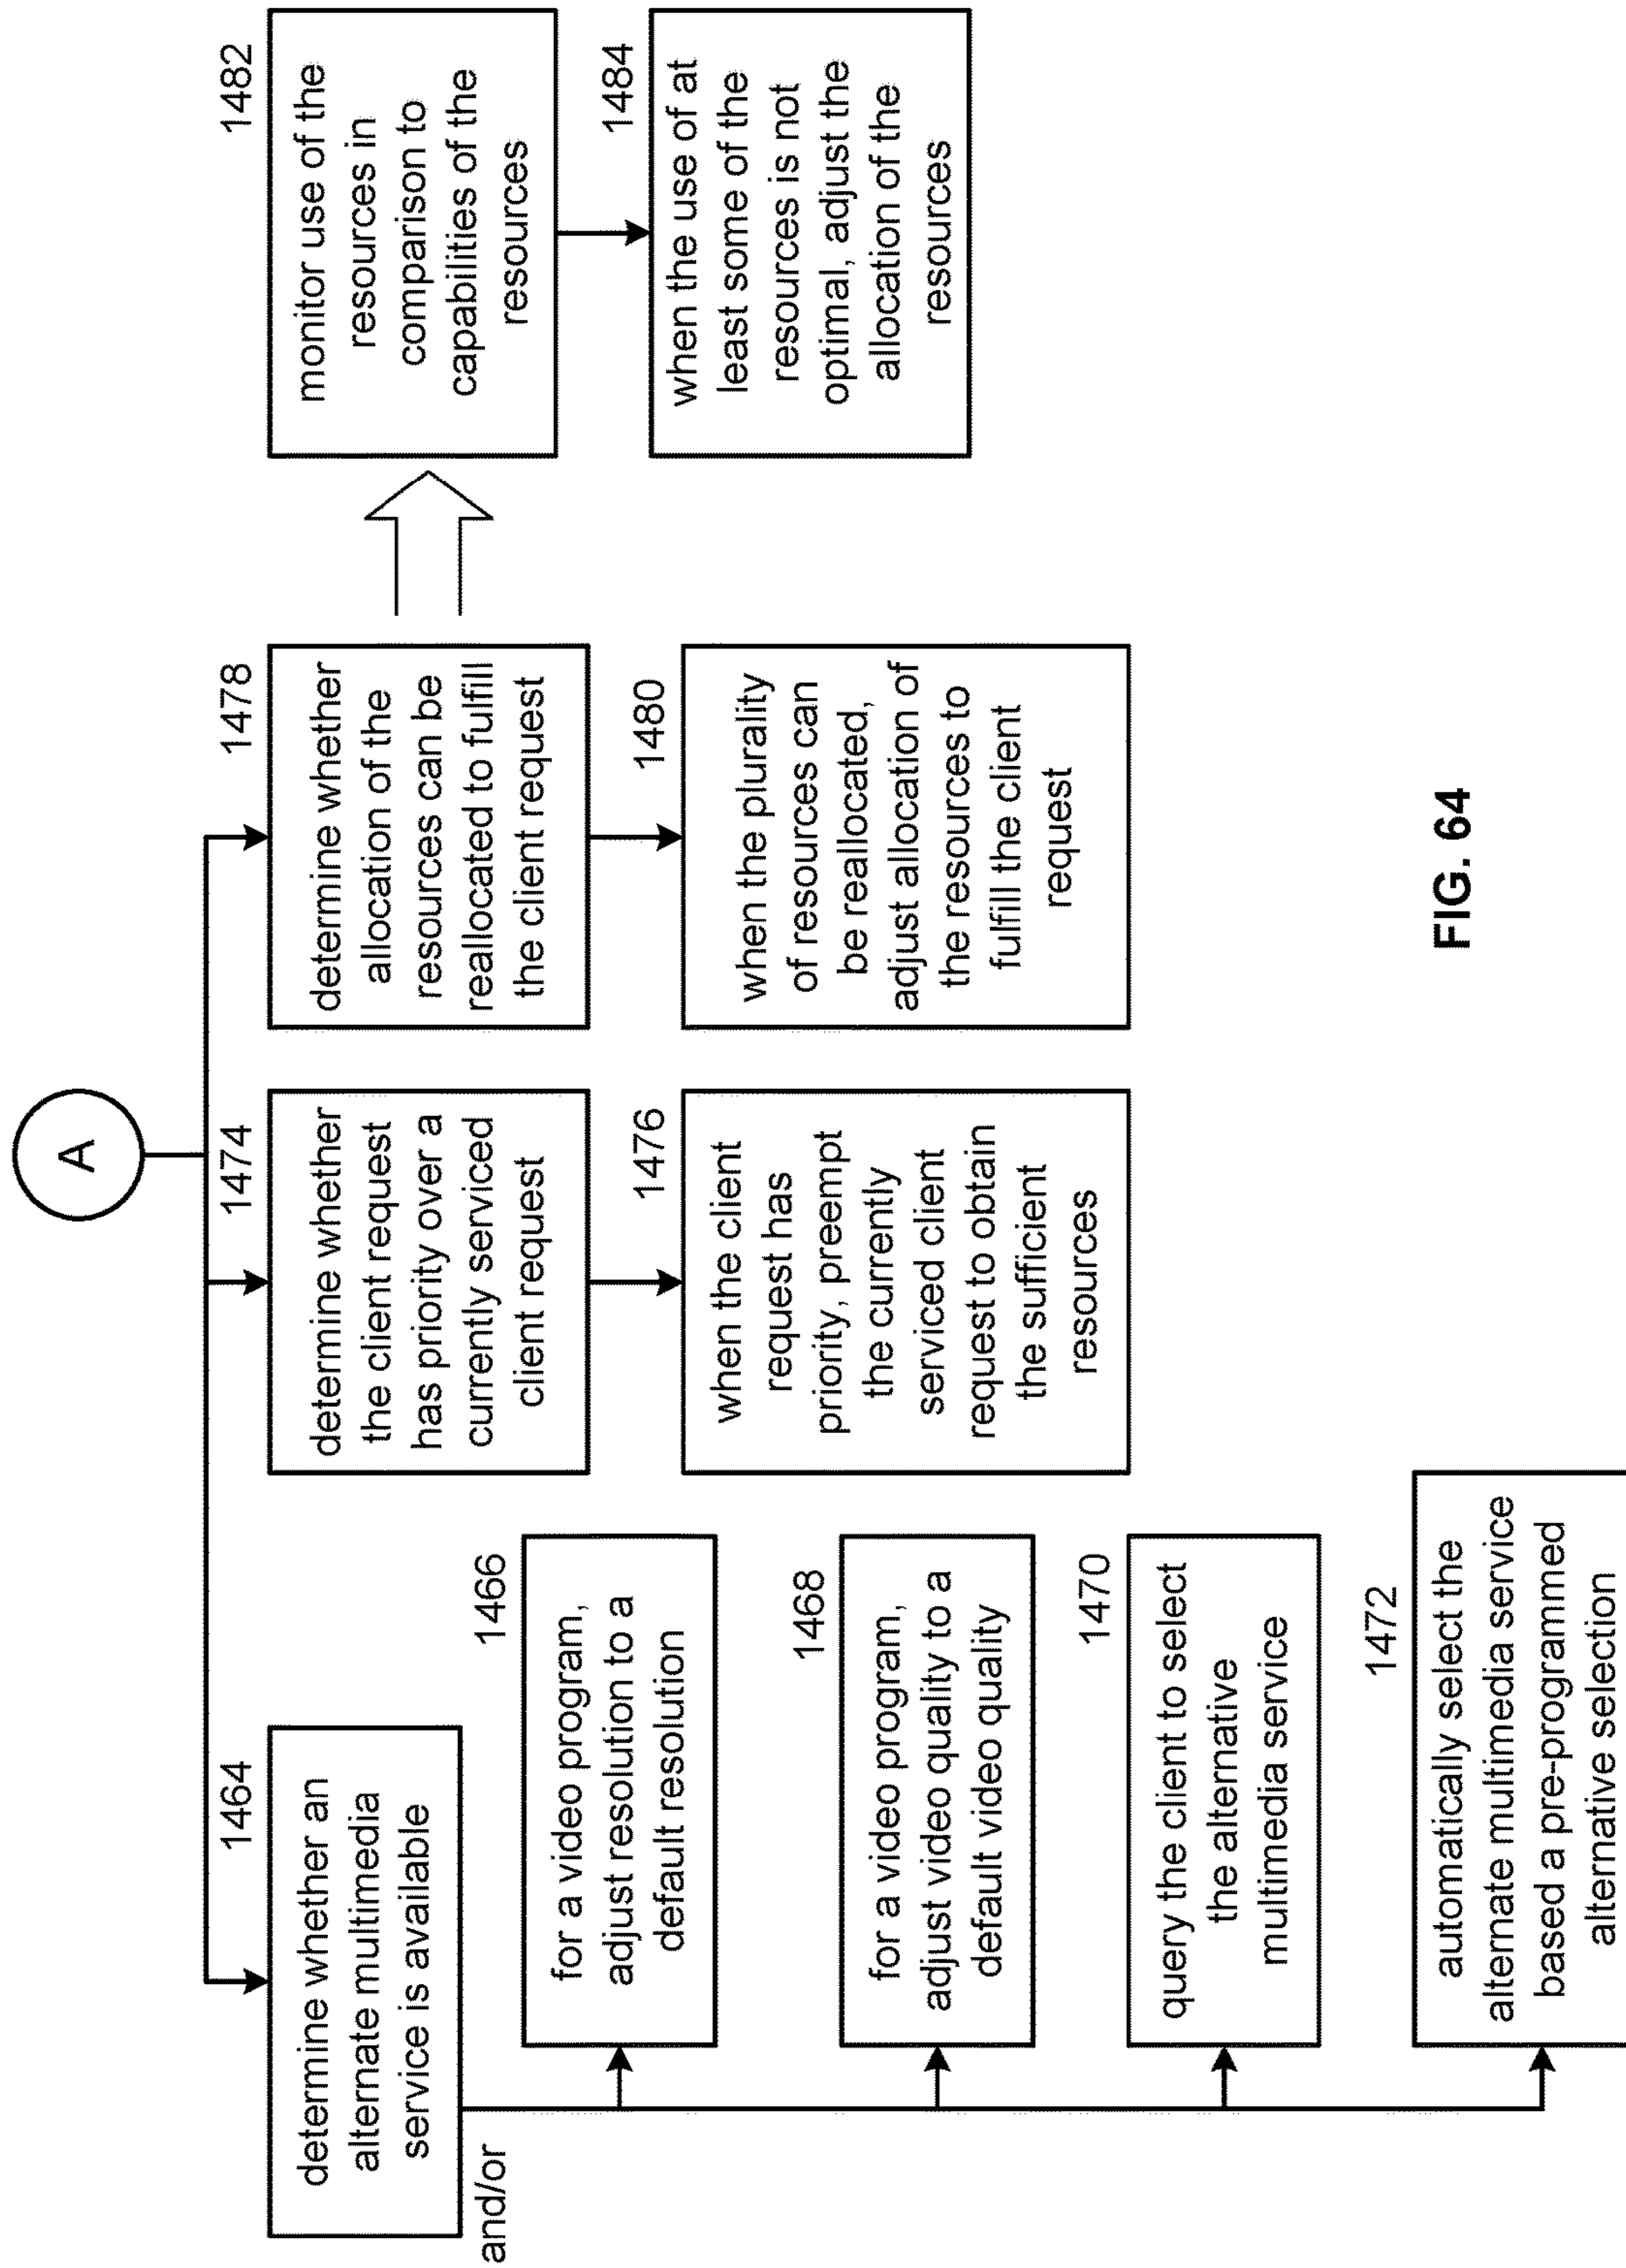 A
1464
determine whether an
alternate multimedia
service is available
and/or
1466
for a video program,
adjust resolution to a
default resolution
1468
for a video program,
adjust video quality to a
default video quality
1470
query the client to select
the alternative
multimedia service
1472
automatically select the
alternate multimedia service
based a pre-programmed
alternative selection
1474
determine whether
the client request
has priority over a
currently serviced
client request
1476
when the client
request has
priority, preempt
the currently
serviced client
request to obtain
the sufficient
resources
1478
determine whether
allocation of the
resources can be
reallocated to fulfill
the client request
1480
when the plurality
of resources can
be reallocated,
adjust allocation of
the resources to
fulfill the client
request
1482
monitor use of the
resources in
comparison to
capabilities of the
resources
1484
when the use of at
least some of the
resources is not
optimal, adjust the
allocation of the
resources
FIG. 64